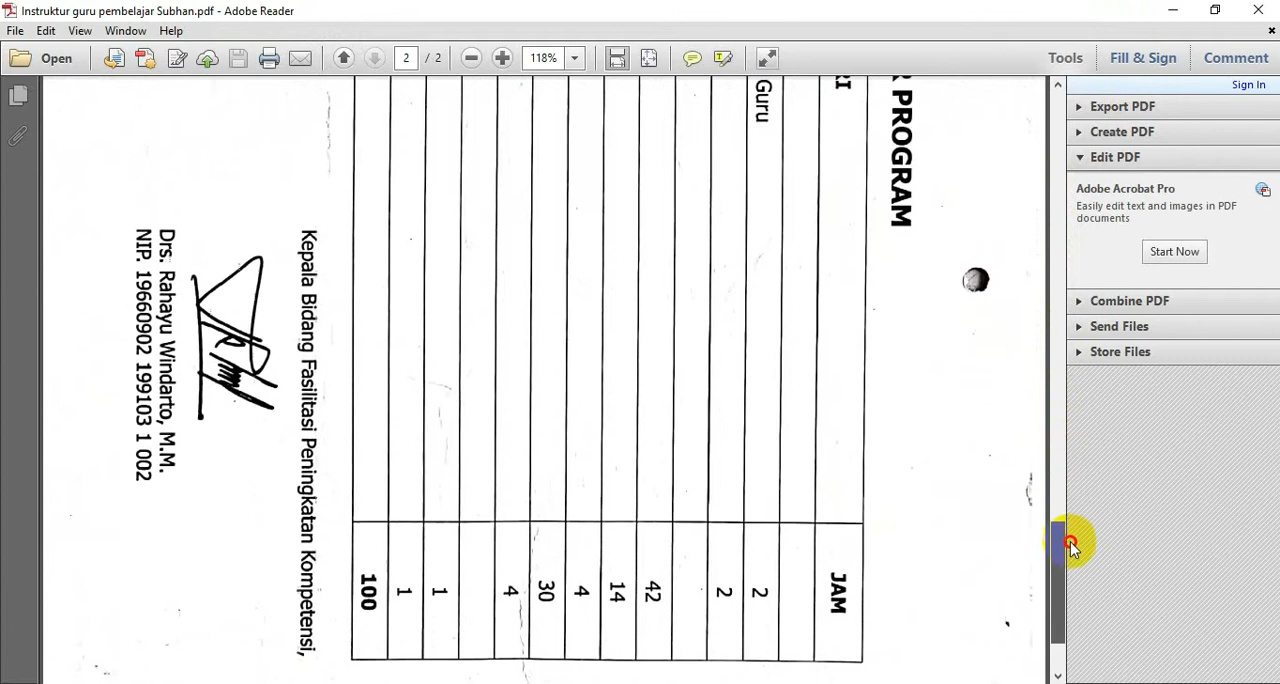 Instruktur guru pembelajar Subhan.pdf - Adobe Reader
File Edit View Window Help
Open 2 / 2 118% Tools Fill & Sign Comment
Sign In
Export PDF
Create PDF
Edit PDF
Adobe Acrobat Pro
Easily edit text and images in PDF
documents
Start Now
Combine PDF
Send Files
Store Files
PROGRAM
RI JAM
Guru 2
2
42
14
4
30
4
1
1
100
Kepala Bidang Fasilitasi Peningkatan Kompetensi,
Drs. Rahayu Windarto, M.M.
NIP. 19660902 199103 1 002